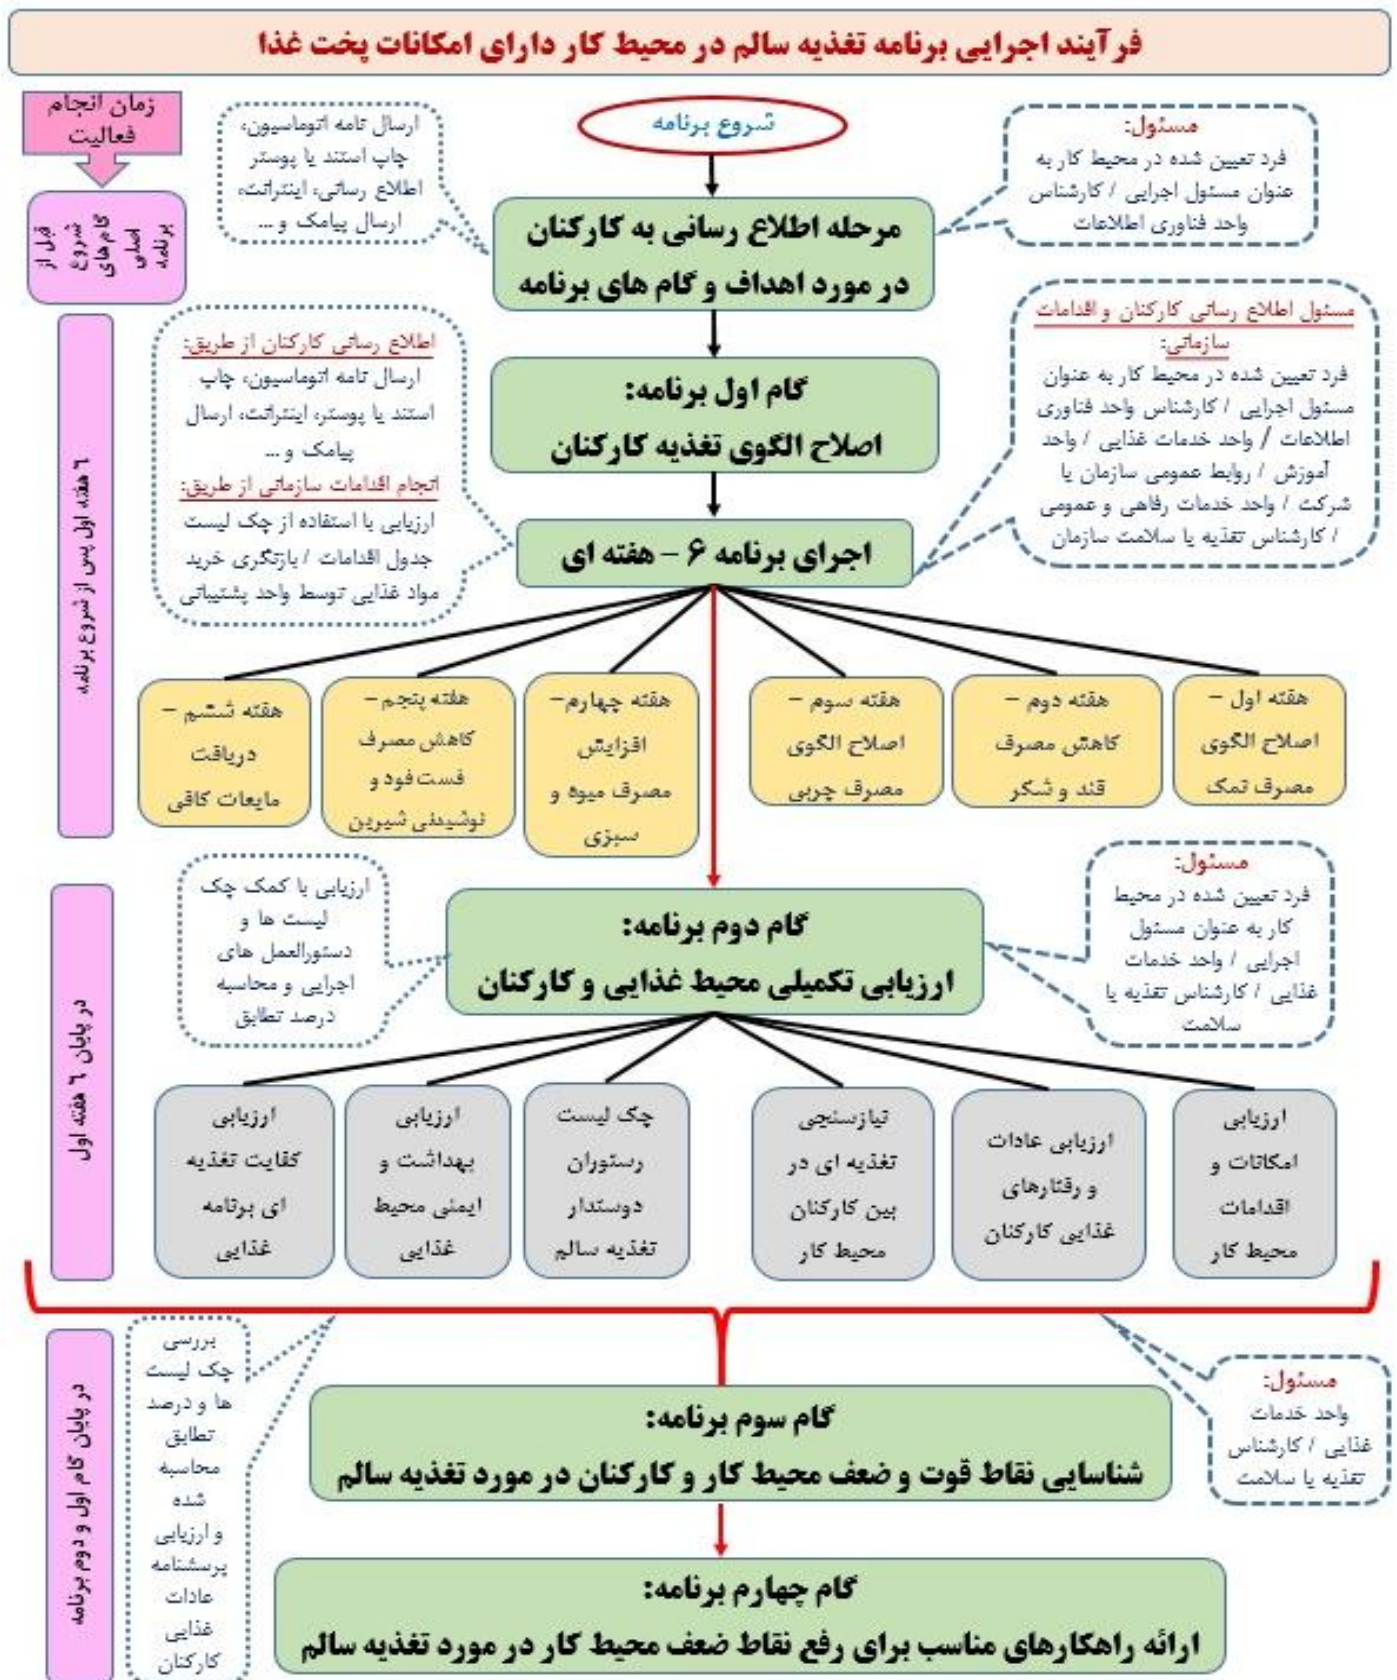 فرآیند اجرایی برنامه تغذیه سالم در محیط کار دارای امکانات پخت غذا
زمان انجام
فعالیت
شروع برنامه
مسئول:
فرد تعیین شده در محیط کار به
عنوان مسئول اجرایی / کارشناس
واحد فناوری اطلاعات
ارسال نامه اتوماسیون،
چاپ استند یا پوستر
اطلاع رسانی، اینترانت،
ارسال پیامک و ...
قبل از
شروع
گام‌های
اصلی
برنامه
مرحله اطلاع رسانی به کارکنان
در مورد اهداف و گام های برنامه
مسئول اطلاع رسانی کارکنان و اقدامات
سازمانی:
فرد تعیین شده در محیط کار به عنوان
مسئول اجرایی / کارشناس واحد فناوری
اطلاعات / واحد خدمات غذایی / واحد
آموزش / روابط عمومی سازمان یا
شرکت / واحد خدمات رفاهی و عمومی
/ کارشناس تغذیه یا سلامت سازمان
گام اول برنامه:
اصلاح الگوی تغذیه کارکنان
اطلاع رسانی کارکنان از طریق:
ارسال نامه اتوماسیون، چاپ
استند یا پوستر، اینترانت، ارسال
پیامک و ...
انجام اقدامات سازمانی از طریق:
ارزیابی با استفاده از چک لیست
جدول اقدامات / بازنگری خرید
مواد غذایی توسط واحد پشتیبانی
۶ هفته اول پس از شروع برنامه
اجرای برنامه ۶ - هفته ای
هفته اول –
اصلاح الگوی
مصرف نمک
هفته دوم –
کاهش مصرف
قند و شکر
هفته سوم –
اصلاح الگوی
مصرف چربی
هفته چهارم–
افزایش
مصرف میوه و
سبزی
هفته پنجم–
کاهش مصرف
فست فود و
نوشیدنی شیرین
هفته ششم –
دریافت
مایعات کافی
مسئول:
فرد تعیین شده در محیط
کار به عنوان مسئول
اجرایی / واحد خدمات
غذایی / کارشناس تغذیه یا
سلامت
گام دوم برنامه:
ارزیابی تکمیلی محیط غذایی و کارکنان
ارزیابی با کمک چک
لیست ها و
دستورالعمل های
اجرایی و محاسبه
درصد تطابق
در پایان ۶ هفته اول
ارزیابی
امکانات و
اقدامات
محیط کار
ارزیابی عادات
و رفتارهای
غذایی کارکنان
نیازسنجی
تغذیه ای در
بین کارکنان
محیط کار
چک لیست
رستوران
دوستدار
تغذیه سالم
ارزیابی
بهداشت و
ایمنی محیط
غذایی
ارزیابی
کفایت تغذیه
ای برنامه
غذایی
مسئول:
واحد خدمات
غذایی / کارشناس
تغذیه یا سلامت
گام سوم برنامه:
شناسایی نقاط قوت و ضعف محیط کار و کارکنان در مورد تغذیه سالم
بررسی
چک لیست
ها و درصد
تطابق
محاسبه
شده
و ارزیابی
پرسشنامه
عادات
غذایی
کارکنان
در پایان گام اول و دوم برنامه
گام چهارم برنامه:
ارائه راهکارهای مناسب برای رفع نقاط ضعف محیط کار در مورد تغذیه سالم